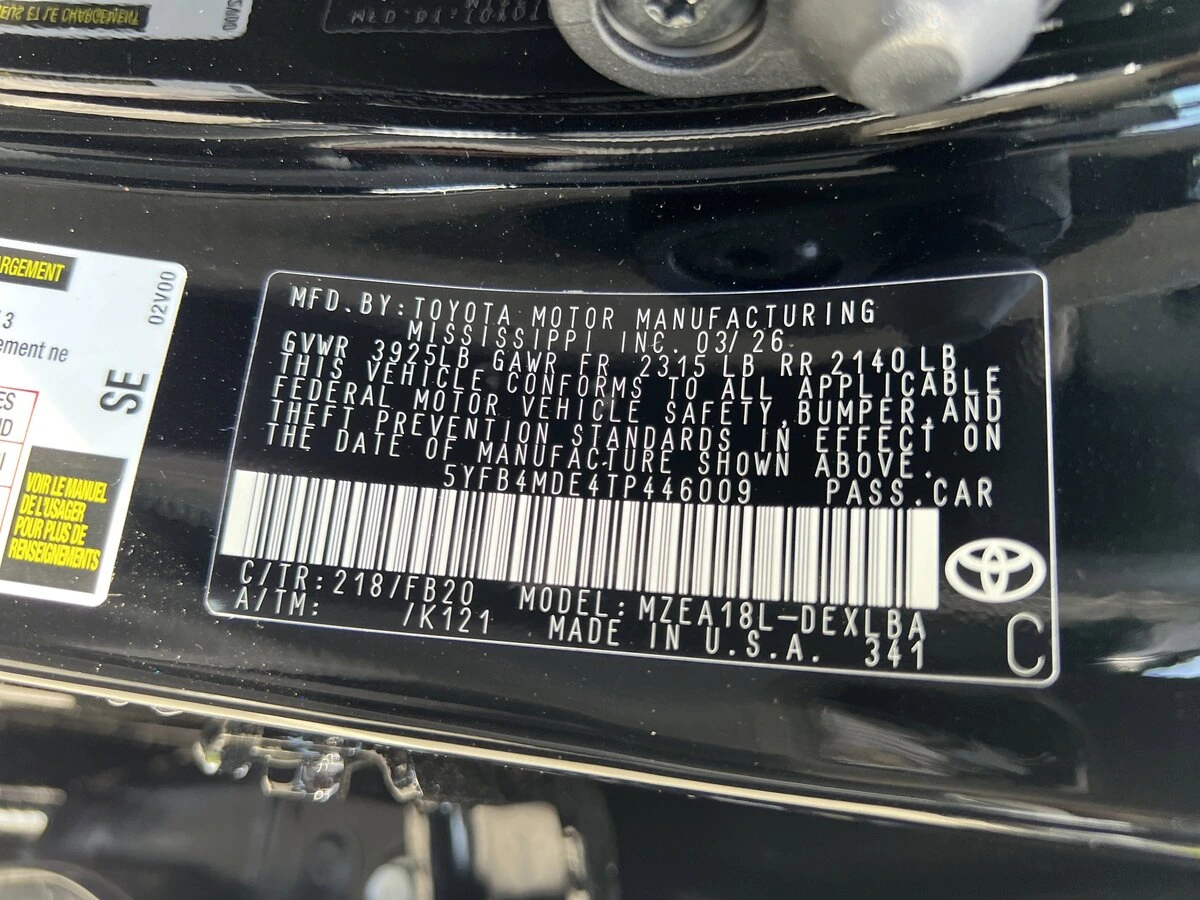 MFD.BY:TOYOTA MOTOR MANUFACTURING
MISSISSIPPI INC. 03/26
GVWR 3925LB GAWR FR 2315 LB RR 2140LB
THIS VEHICLE CONFORMS TO ALL APPLICABLE
FEDERAL MOTOR VEHICLE SAFETY,BUMPER,AND
THEFT PREVENTION STANDARDS IN EFFECT ON
THE DATE OF MANUFACTURE SHOWN ABOVE.
5YFB4MDE4TP446009 PASS.CAR
C/TR:218/FB20 MODEL:MZEA18L-DEXLBA
A/TM: /K121 MADE IN U.S.A. 341
C
02V00
SE
VOIR LE MANUEL
DE L'USAGER
POUR PLUS DE
RENSEIGNEMENTS